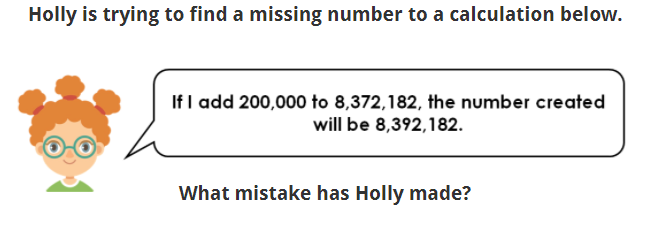 Holly is trying to find a missing number to a calculation below.
If I add 200,000 to 8,372,182, the number created
will be 8,392,182.
What mistake has Holly made?